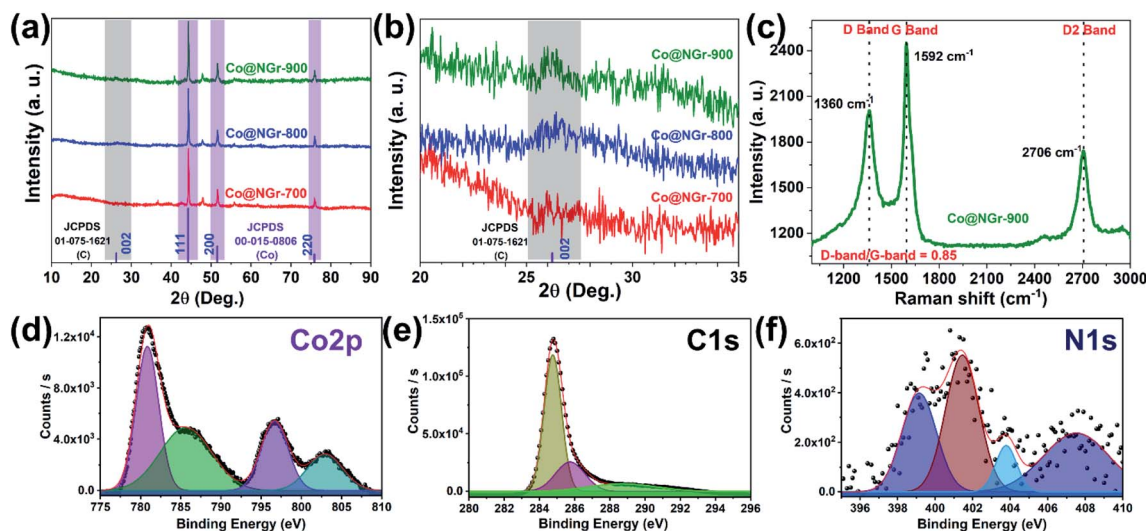 (a)
Intensity (a. u.)
Co@NGr-900
Co@NGr-800
Co@NGr-700
JCPDS
01-075-1621
(C)
002
111
200
JCPDS
00-015-0806
(Co)
220
10 20 30 40 50 60 70 80 90
2θ (Deg.)
(b)
Intensity (a. u.)
Co@NGr-900
Co@NGr-800
Co@NGr-700
JCPDS
01-075-1621
(C)
002
20 25 30 35
2θ (Deg.)
(c)
D Band G Band D2 Band
Intensity (a. u.)
2400
2100
1800
1500
1200
1592 cm-1
1360 cm-1
2706 cm-1
Co@NGr-900
D-band/G-band = 0.85
1200 1500 1800 2100 2400 2700 3000
Raman shift (cm-1)
(d)
Co2p
Counts / s
1.2x10⁴
8.0x10³
4.0x10³
0.0
775 780 785 790 795 800 805 810
Binding Energy (eV)
(e)
C1s
Counts / s
1.5x10⁵
1.0x10⁵
5.0x10⁴
0.0
280 282 284 286 288 290 292 294 296
Binding Energy (eV)
(f)
N1s
Counts / s
6.0x10²
4.0x10²
2.0x10²
0.0
396 398 400 402 404 406 408 410
Binding Energy (eV)